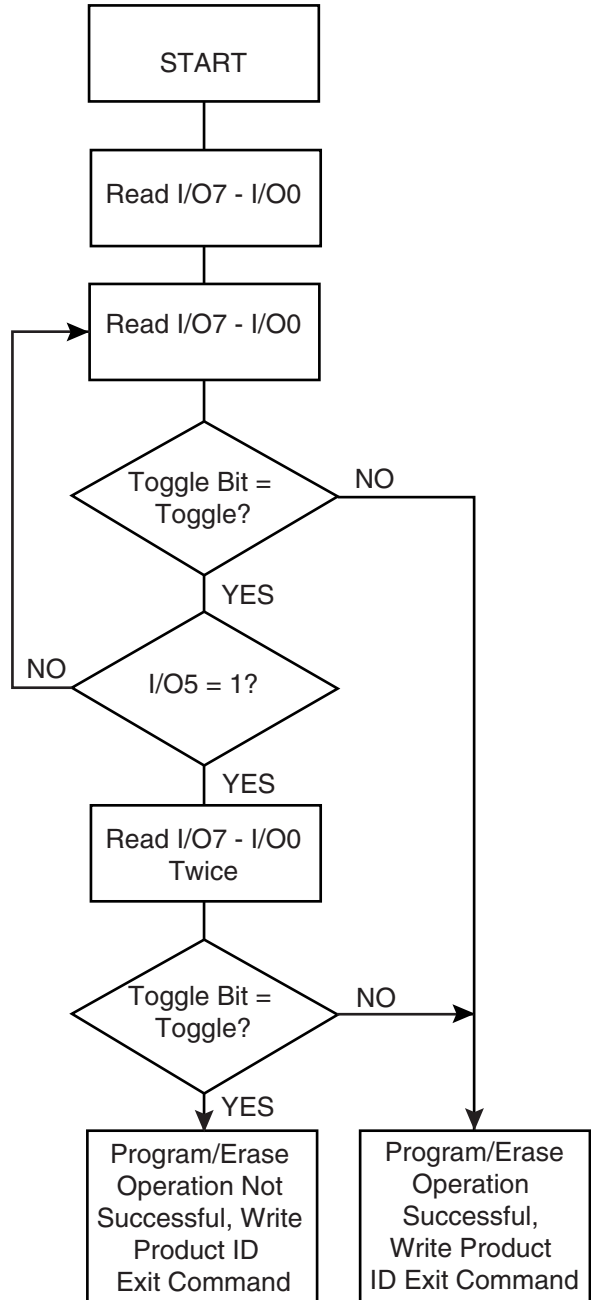 START
Read I/O7 - I/O0
Read I/O7 - I/O0
Toggle Bit =
Toggle?
NO
YES
NO
I/O5 = 1?
YES
Read I/O7 - I/O0
Twice
Toggle Bit =
Toggle?
NO
YES
Program/Erase
Operation Not
Successful, Write
Product ID
Exit Command
Program/Erase
Operation
Successful,
Write Product
ID Exit Command